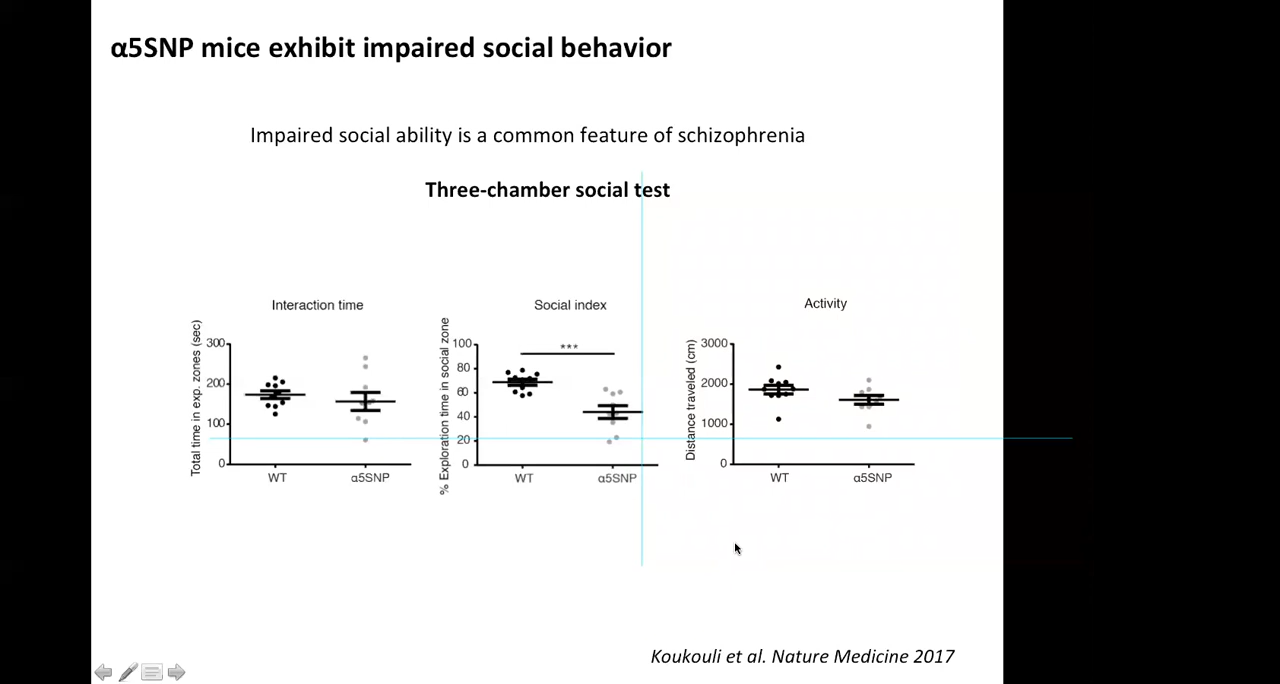 α5SNP mice exhibit impaired social behavior
Impaired social ability is a common feature of schizophrenia
Three-chamber social test
Interaction time
Total time in exp. zones (sec)
300
200
100
0
WT
α5SNP
Social index
% Exploration time in social zone
100
80
60
40
20
0
***
WT
α5SNP
Activity
Distance traveled (cm)
3000
2000
1000
0
WT
α5SNP
Koukouli et al. Nature Medicine 2017